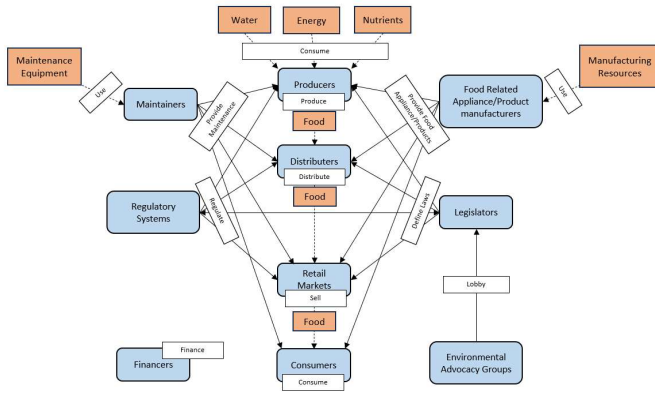 Water
Energy
Nutrients
Consume
Maintenance
Equipment
Manufacturing
Resources
Use
Maintainers
Provide
Maintenance
Producers
Produce
Food
Provide Food
Appliance/Products
Food Related
Appliance/Product
manufacturers
Use
Distributers
Distribute
Food
Regulatory
Systems
Regulate
Define Laws
Legislators
Retail
Markets
Sell
Food
Lobby
Financers
Finance
Consumers
Consume
Environmental
Advocacy Groups